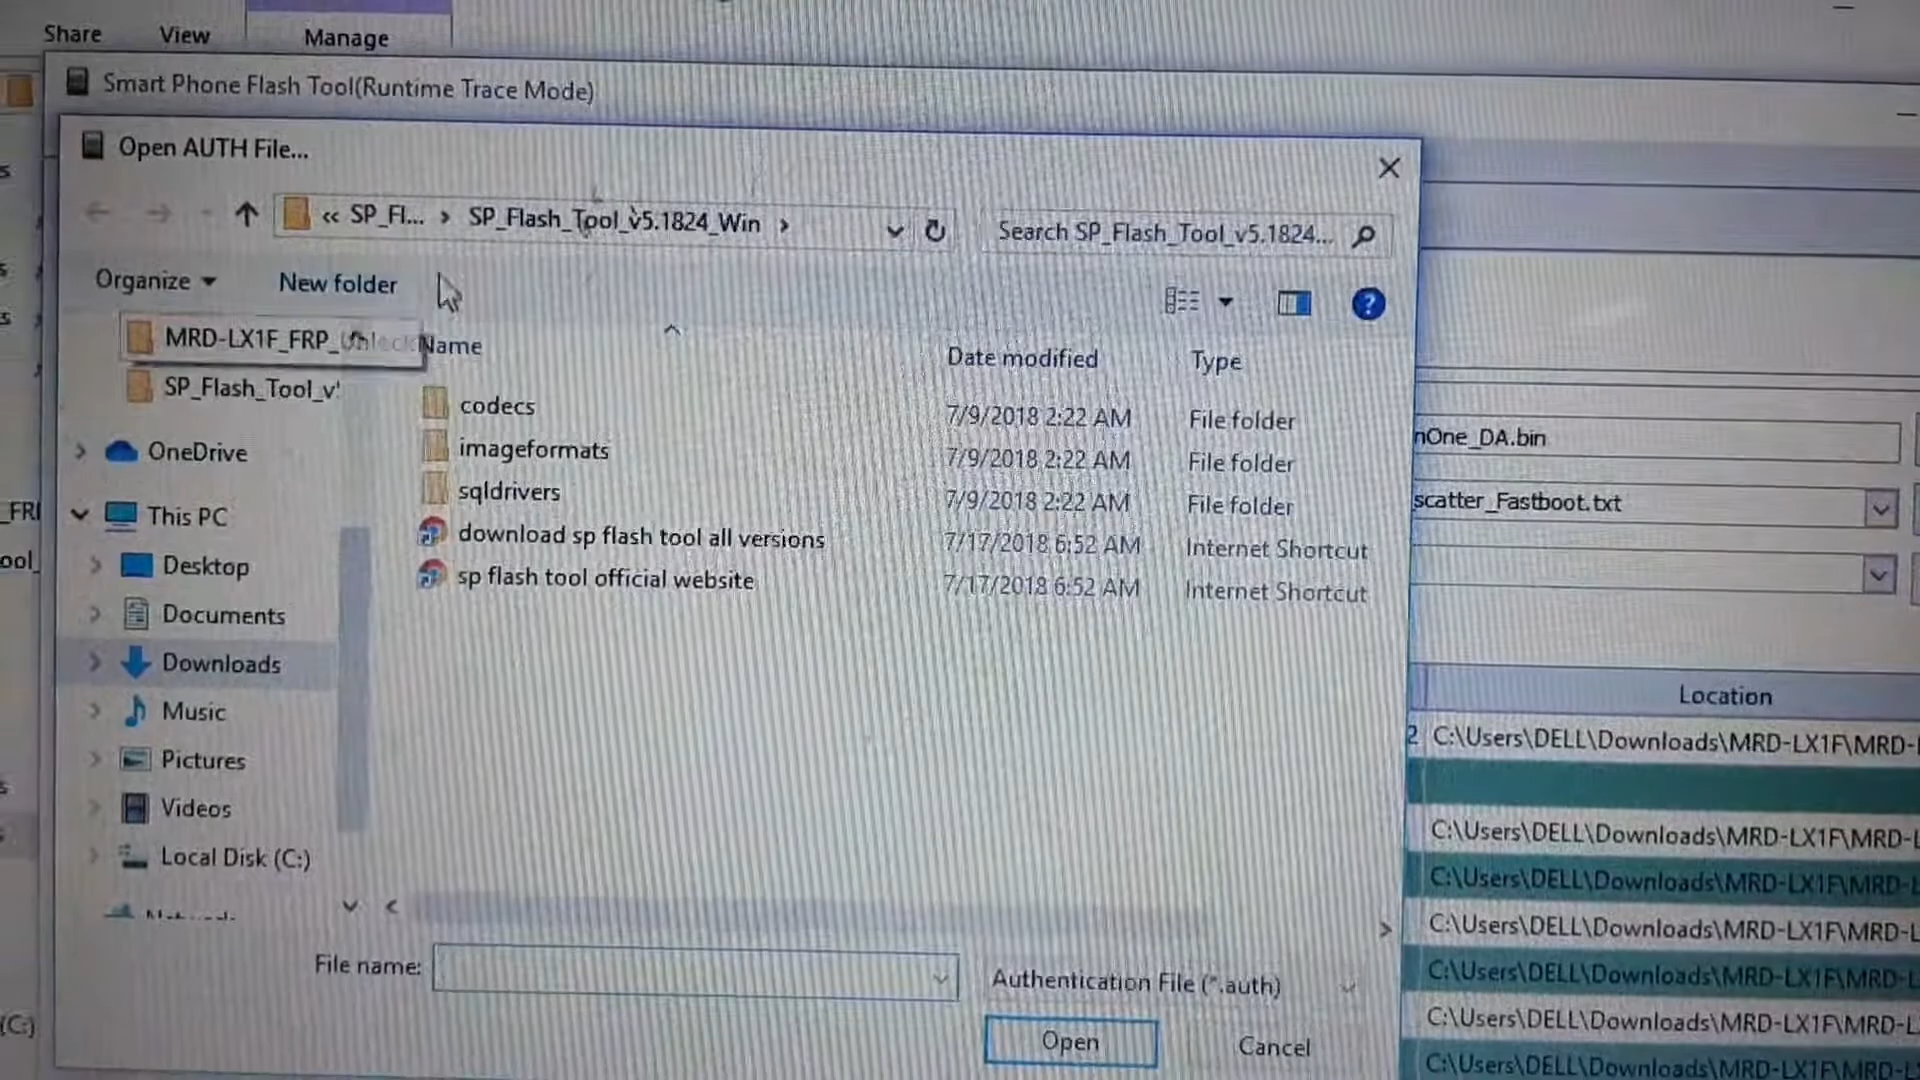 Share View Manage
Smart Phone Flash Tool(Runtime Trace Mode)
Open AUTH File...
« SP_Fl... › SP_Flash_Tool_v5.1824_Win ›
Search SP_Flash_Tool_v5.1824...
Organize New folder
MRD-LX1F_FRP_Unlock
SP_Flash_Tool_v
OneDrive
This PC
Desktop
Documents
Downloads
Music
Pictures
Videos
Local Disk (C:)
Name Date modified Type
codecs 7/9/2018 2:22 AM File folder
imageformats 7/9/2018 2:22 AM File folder
sqldrivers 7/9/2018 2:22 AM File folder
download sp flash tool all versions 7/17/2018 6:52 AM Internet Shortcut
sp flash tool official website 7/17/2018 6:52 AM Internet Shortcut
File name:
Authentication File (*.auth)
Open Cancel
nOne_DA.bin
scatter_Fastboot.txt
Location
2 C:\Users\DELL\Downloads\MRD-LX1F\MRD-
C:\Users\DELL\Downloads\MRD-LX1F\MRD-L
C:\Users\DELL\Downloads\MRD-LX1F\MRD-L
C:\Users\DELL\Downloads\MRD-LX1F\MRD-L
C:\Users\DELL\Downloads\MRD-LX1F\MRD-L
C:\Users\DELL\Downloads\MRD-LX1F\MRD-L
C:\Users\DELL\Downloads\MRD-LX1F\MRD-L
_FRI
ool_
(C:)